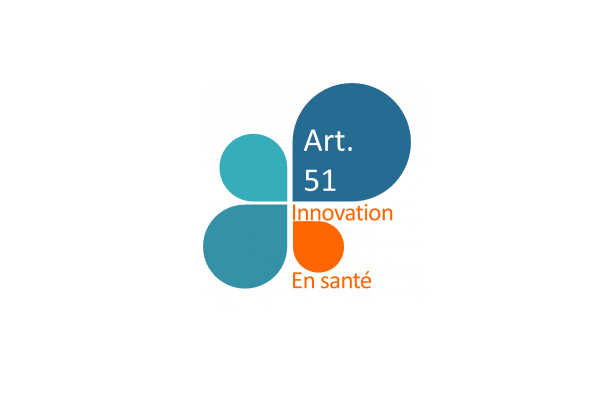 Art.
51
Innovation
En santé